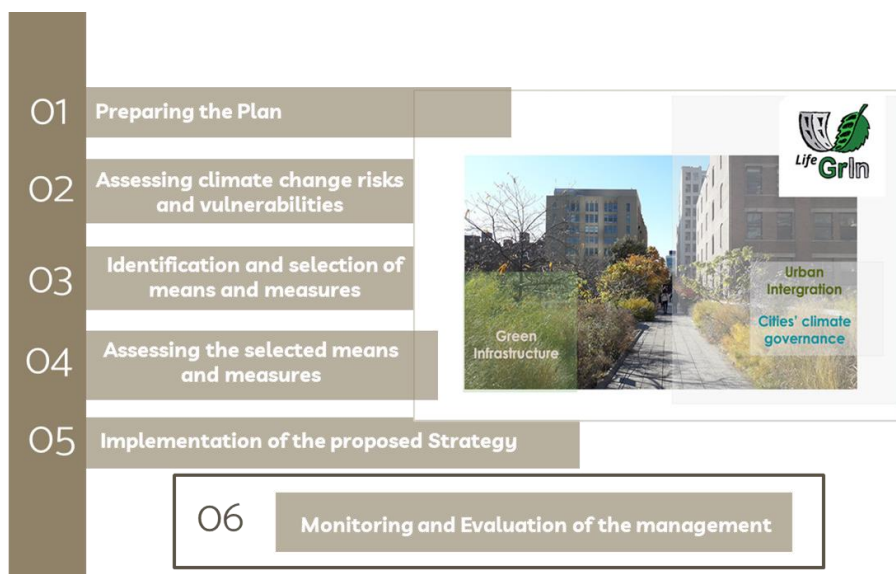 01
Preparing the Plan
02
Assessing climate change risks
and vulnerabilities
03
Identification and selection of
means and measures
04
Assessing the selected means
and measures
05
Implementation of the proposed Strategy
06
Monitoring and Evaluation of the management
Life
GrIn
Green
Infrastructure
Urban
Intergration
Cities' climate
governance